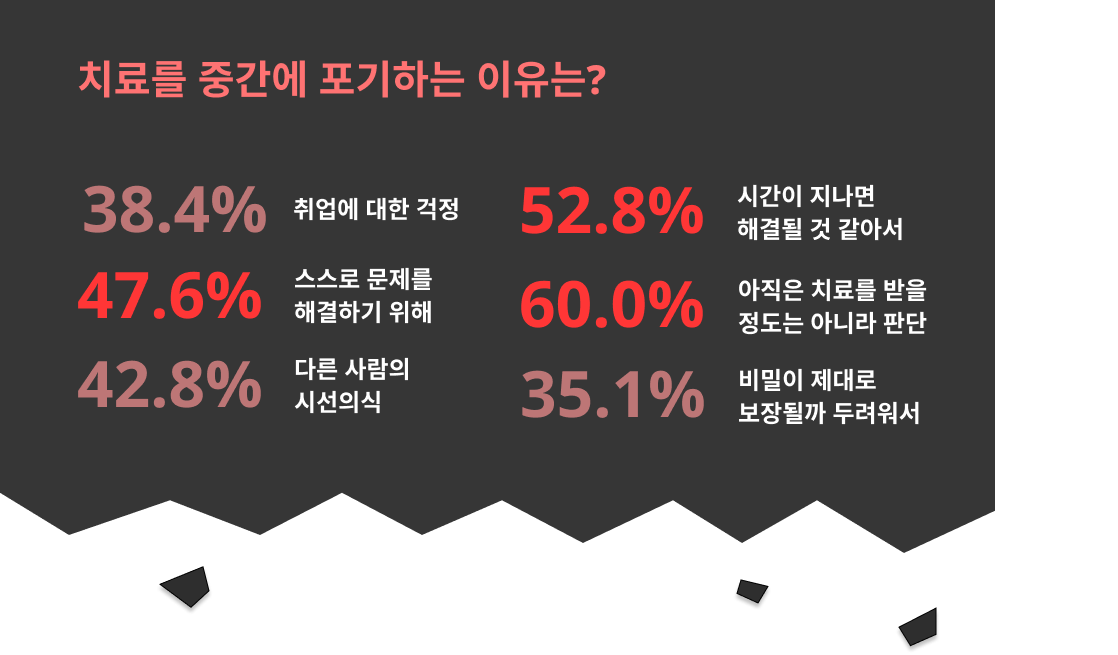 치료를 중간에 포기하는 이유는?
38.4%
취업에 대한 걱정
47.6%
스스로 문제를
해결하기 위해
42.8%
다른 사람의
시선의식
52.8%
시간이 지나면
해결될 것 같아서
60.0%
아직은 치료를 받을
정도는 아니라 판단
35.1%
비밀이 제대로
보장될까 두려워서